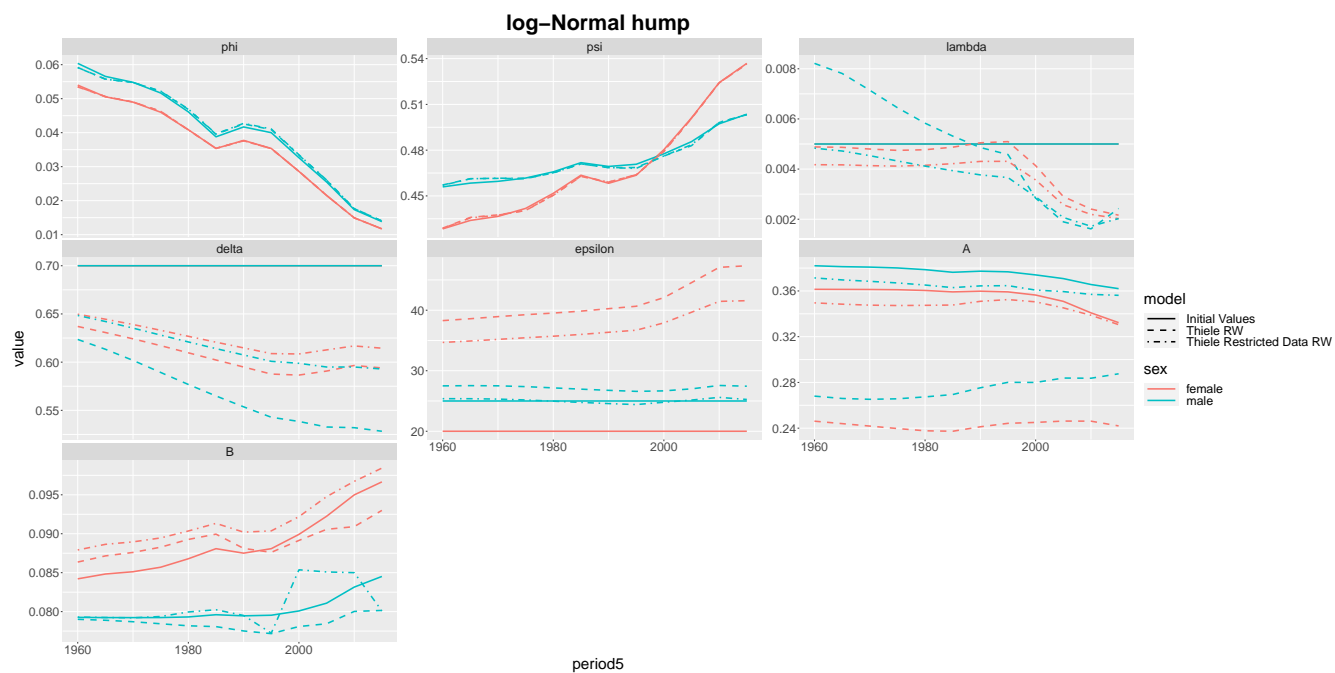 log−Normal hump
phi
psi
lambda
0.06
0.05
0.04
0.03
0.02
0.01
0.54
0.51
0.48
0.45
0.008
0.006
0.004
0.002
delta
epsilon
A
0.70
0.65
0.60
0.55
40
30
20
0.36
0.32
0.28
0.24
1960
1980
2000
1960
1980
2000
B
0.095
0.090
0.085
0.080
1960
1980
2000
value
period5
model
Initial Values
Thiele RW
Thiele Restricted Data RW
sex
female
male